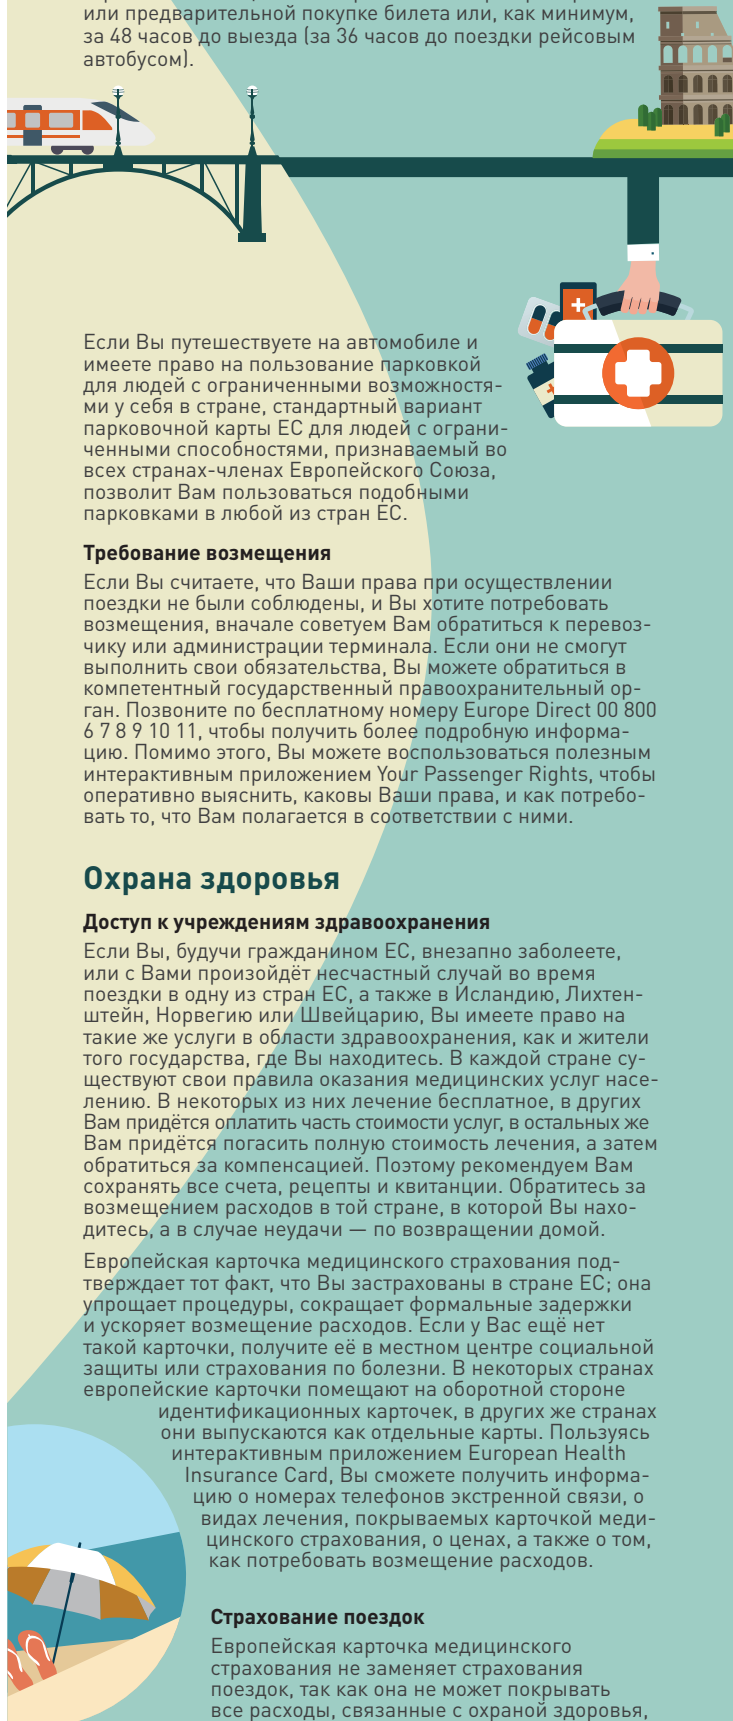 или предварительной покупке билета или, как минимум,
за 48 часов до выезда (за 36 часов до поездки рейсовым
автобусом).
Если Вы путешествуете на автомобиле и
имеете право на пользование парковкой
для людей с ограниченными возможностя-
ми у себя в стране, стандартный вариант
парковочной карты ЕС для людей с ограни-
ченными способностями, признаваемый во
всех странах-членах Европейского Союза,
позволит Вам пользоваться подобными
парковками в любой из стран ЕС.
Требование возмещения
Если Вы считаете, что Ваши права при осуществлении
поездки не были соблюдены, и Вы хотите потребовать
возмещения, вначале советуем Вам обратиться к перевоз-
чику или администрации терминала. Если они не смогут
выполнить свои обязательства, Вы можете обратиться в
компетентный государственный правоохранительный ор-
ган. Позвоните по бесплатному номеру Europe Direct 00 800
6 7 8 9 10 11, чтобы получить более подробную информа-
цию. Помимо этого, Вы можете воспользоваться полезным
интерактивным приложением Your Passenger Rights, чтобы
оперативно выяснить, каковы Ваши права, и как потребо-
вать то, что Вам полагается в соответствии с ними.
Охрана здоровья
Доступ к учреждениям здравоохранения
Если Вы, будучи гражданином ЕС, внезапно заболеете,
или с Вами произойдёт несчастный случай во время
поездки в одну из стран ЕС, а также в Исландию, Лихтен-
штейн, Норвегию или Швейцарию, Вы имеете право на
такие же услуги в области здравоохранения, как и жители
того государства, где Вы находитесь. В каждой стране су-
ществуют свои правила оказания медицинских услуг насе-
лению. В некоторых из них лечение бесплатное, в других
Вам придётся оплатить часть стоимости услуг, в остальных же
Вам придётся погасить полную стоимость лечения, а затем
обратиться за компенсацией. Поэтому рекомендуем Вам
сохранять все счета, рецепты и квитанции. Обратитесь за
возмещением расходов в той стране, в которой Вы нахо-
дитесь, а в случае неудачи — по возвращении домой.
Европейская карточка медицинского страхования под-
тверждает тот факт, что Вы застрахованы в стране ЕС; она
упрощает процедуры, сокращает формальные задержки
и ускоряет возмещение расходов. Если у Вас ещё нет
такой карточки, получите её в местном центре социальной
защиты или страхования по болезни. В некоторых странах
европейские карточки помещают на оборотной стороне
идентификационных карточек, в других же странах
они выпускаются как отдельные карты. Пользуясь
интерактивным приложением European Health
Insurance Card, Вы сможете получить информа-
цию о номерах телефонов экстренной связи, о
видах лечения, покрываемых карточкой меди-
цинского страхования, о ценах, а также о том,
как потребовать возмещение расходов.
Страхование поездок
Европейская карточка медицинского
страхования не заменяет страхования
поездок, так как она не может покрывать
все расходы, связанные с охраной здоровья,